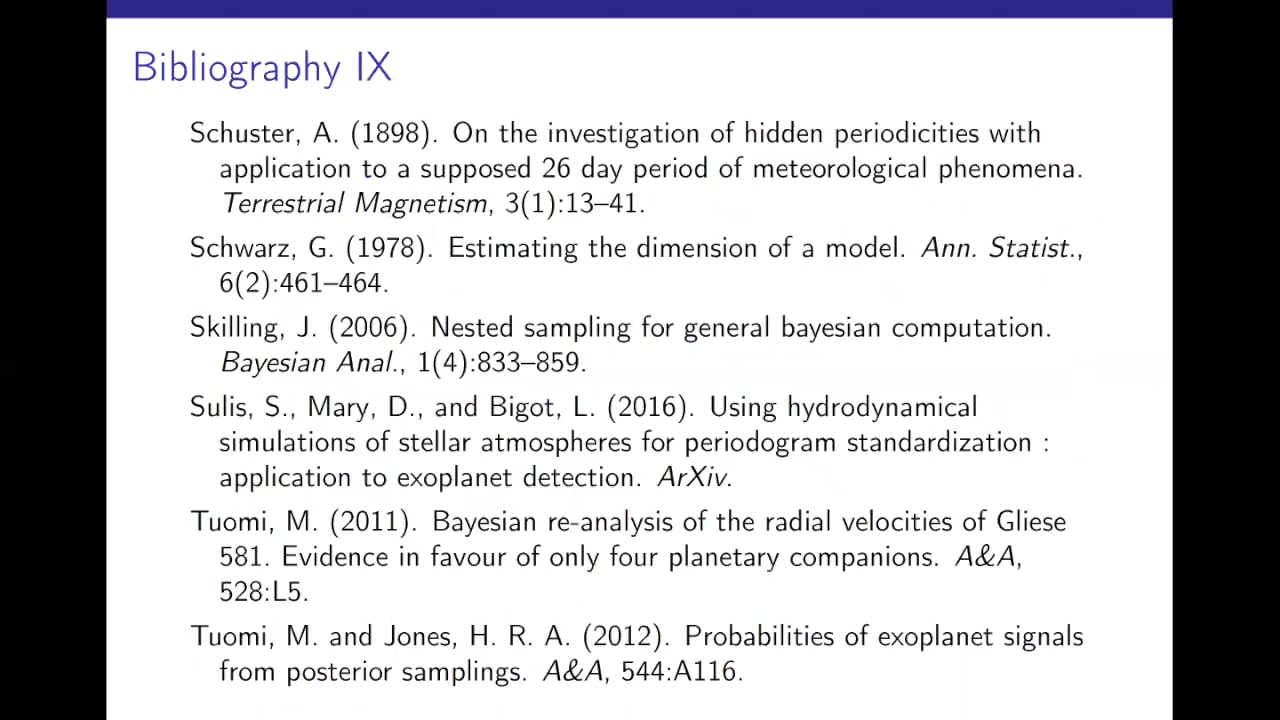 Bibliography IX
Schuster, A. (1898). On the investigation of hidden periodicities with
application to a supposed 26 day period of meteorological phenomena.
Terrestrial Magnetism, 3(1):13–41.
Schwarz, G. (1978). Estimating the dimension of a model. Ann. Statist.,
6(2):461–464.
Skilling, J. (2006). Nested sampling for general bayesian computation.
Bayesian Anal., 1(4):833–859.
Sulis, S., Mary, D., and Bigot, L. (2016). Using hydrodynamical
simulations of stellar atmospheres for periodogram standardization :
application to exoplanet detection. ArXiv.
Tuomi, M. (2011). Bayesian re-analysis of the radial velocities of Gliese
581. Evidence in favour of only four planetary companions. A&A,
528:L5.
Tuomi, M. and Jones, H. R. A. (2012). Probabilities of exoplanet signals
from posterior samplings. A&A, 544:A116.